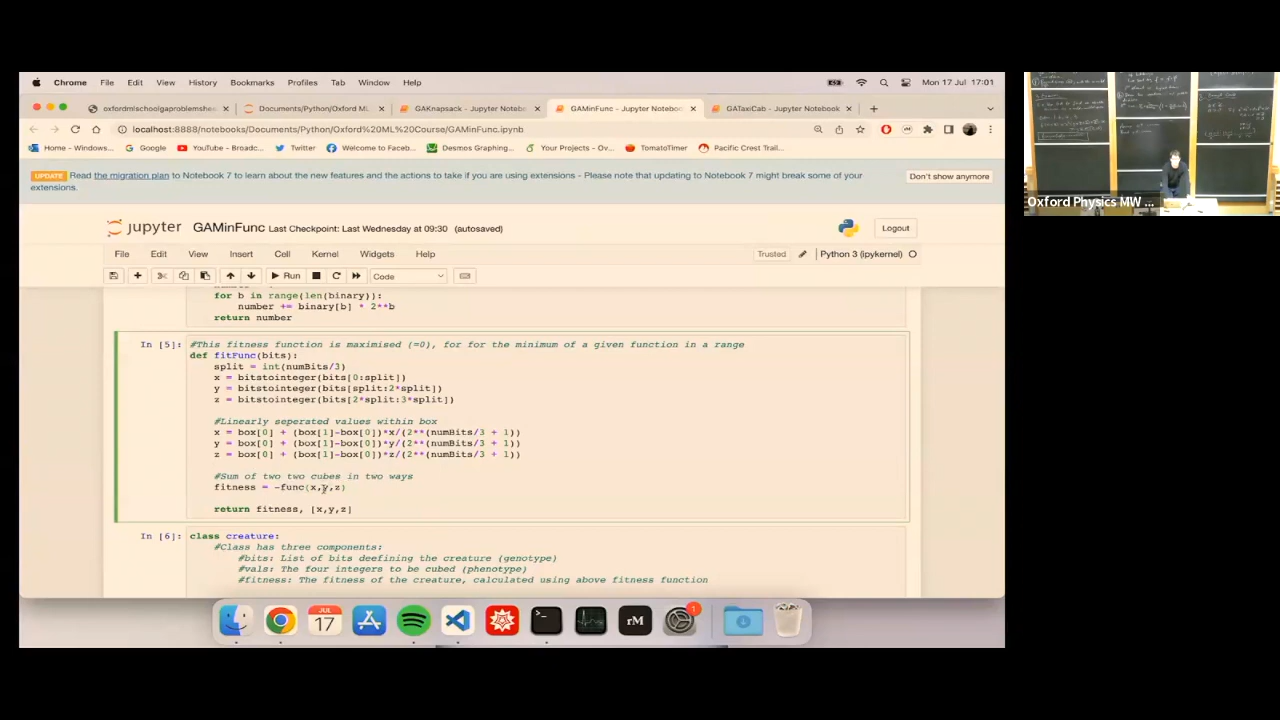 Chrome File Edit View History Bookmarks Profiles Tab Window Help Mon 17 Jul 17:01
oxfordmlschoolgaproblemshe Documents/Python/Oxford ML GAKnapsack - Jupyter Notebo GAMinFunc - Jupyter Notebo GATaxiCab - Jupyter Notebook
localhost:8888/notebooks/Documents/Python/Oxford%20ML%20Course/GAMinFunc.ipynb
Home - Windows... Google YouTube - Broadc... Twitter Welcome to Faceb... Desmos Graphing... Your Projects - Ov... TomatoTimer Pacific Crest Trail...
UPDATE Read the migration plan to Notebook 7 to learn about the new features and the actions to take if you are using extensions - Please note that updating to Notebook 7 might break some of your
extensions.
Don't show anymore
jupyter GAMinFunc Last Checkpoint: Last Wednesday at 09:30 (autosaved) Logout
File Edit View Insert Cell Kernel Widgets Help Trusted Python 3 (ipykernel)
Run Code
for b in range(len(binary)):
number += binary[b] * 2**b
return number
In [5]: #This fitness function is maximised (=0), for for the minimum of a given function in a range
def fitFunc(bits):
split = int(numBits/3)
x = bitstointeger(bits[0:split])
y = bitstointeger(bits[split:2*split])
z = bitstointeger(bits[2*split:3*split])
#Linearly seperated values within box
x = box[0] + (box[1]-box[0])*x/(2**(numBits/3 + 1))
y = box[0] + (box[1]-box[0])*y/(2**(numBits/3 + 1))
z = box[0] + (box[1]-box[0])*z/(2**(numBits/3 + 1))
#Sum of two two cubes in two ways
fitness = -func(x,y,z)
return fitness, [x,y,z]
In [6]: class creature:
#Class has three components:
#bits: List of bits deefining the creature (genotype)
#vals: The four integers to be cubed (phenotype)
#fitness: The fitness of the creature, calculated using above fitness function
JUL
17
rM
1
Oxford Physics MW ...